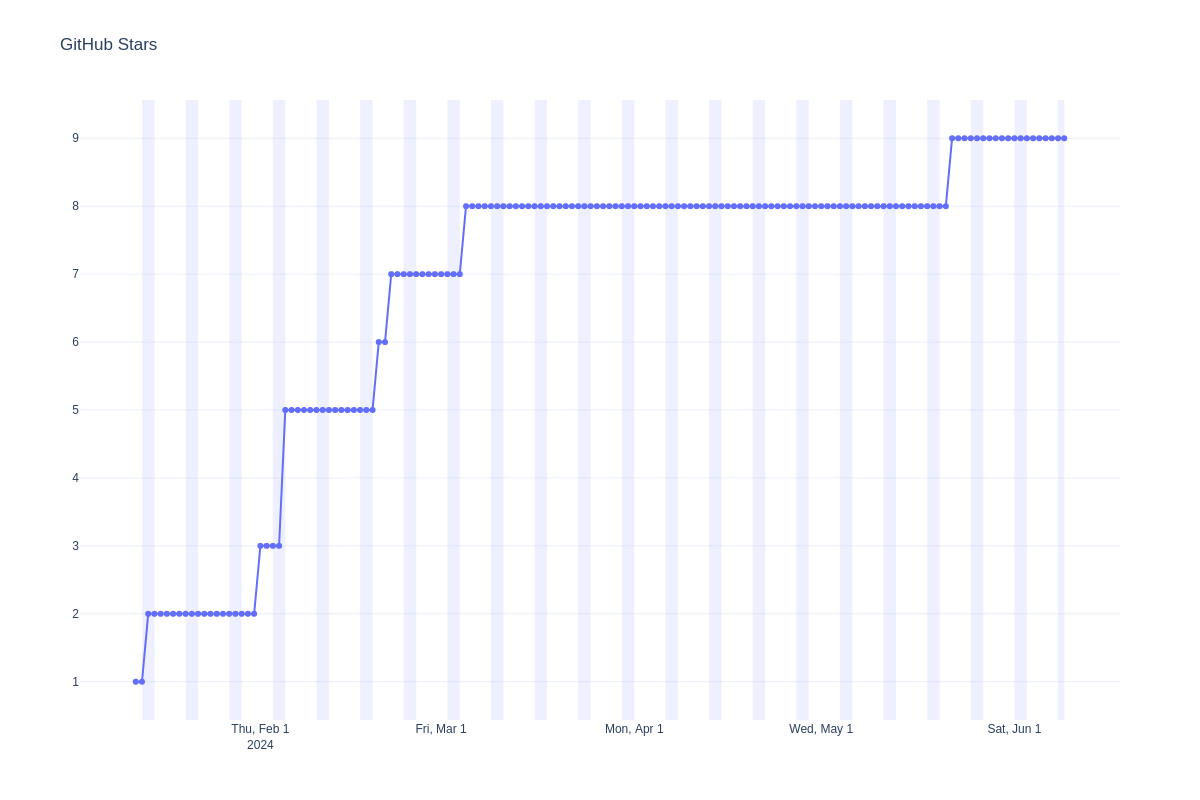 GitHub Stars
9
8
7
6
5
4
3
2
1
Thu, Feb 1
2024
Fri, Mar 1
Mon, Apr 1
Wed, May 1
Sat, Jun 1